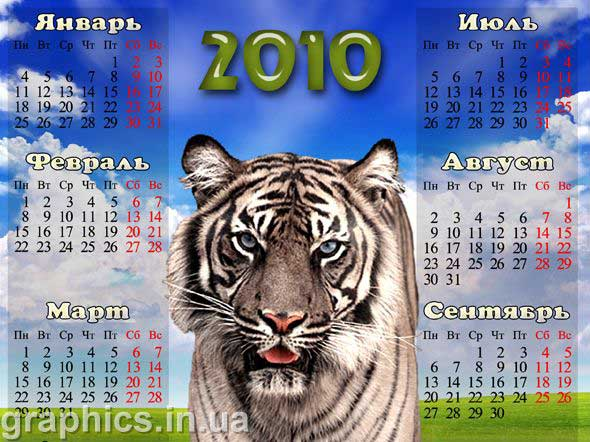 2010
Январь
Пн Вт Ср Чт Пт Сб Вс
1 2 3
4 5 6 7 8 9 10
11 12 13 14 15 16 17
18 19 20 21 22 23 24
25 26 27 28 29 30 31
Февраль
Пн Вт Ср Чт Пт Сб Вс
1 2 3 4 5 6 7
8 9 10 11 12 13 14
15 16 17 18 19 20 21
22 23 24 25 26 27 28
Март
Пн Вт Ср Чт Пт Сб Вс
1 2 3 4 5 6 7
8 9 10 11 12 13 14
15 16 17 18 19 20 21
22 23 24 25 26 27 28
29 30 31
Июль
Пн Вт Ср Чт Пт Сб Вс
1 2 3 4
5 6 7 8 9 10 11
12 13 14 15 16 17 18
19 20 21 22 23 24 25
26 27 28 29 30 31
Август
Пн Вт Ср Чт Пт Сб Вс
1
2 3 4 5 6 7 8
9 10 11 12 13 14 15
16 17 18 19 20 21 22
23 24 25 26 27 28 29
30 31
Сентябрь
Пн Вт Ср Чт Пт Сб Вс
1 2 3 4 5
6 7 8 9 10 11 12
13 14 15 16 17 18 19
20 21 22 23 24 25 26
27 28 29 30
graphics.in.ua